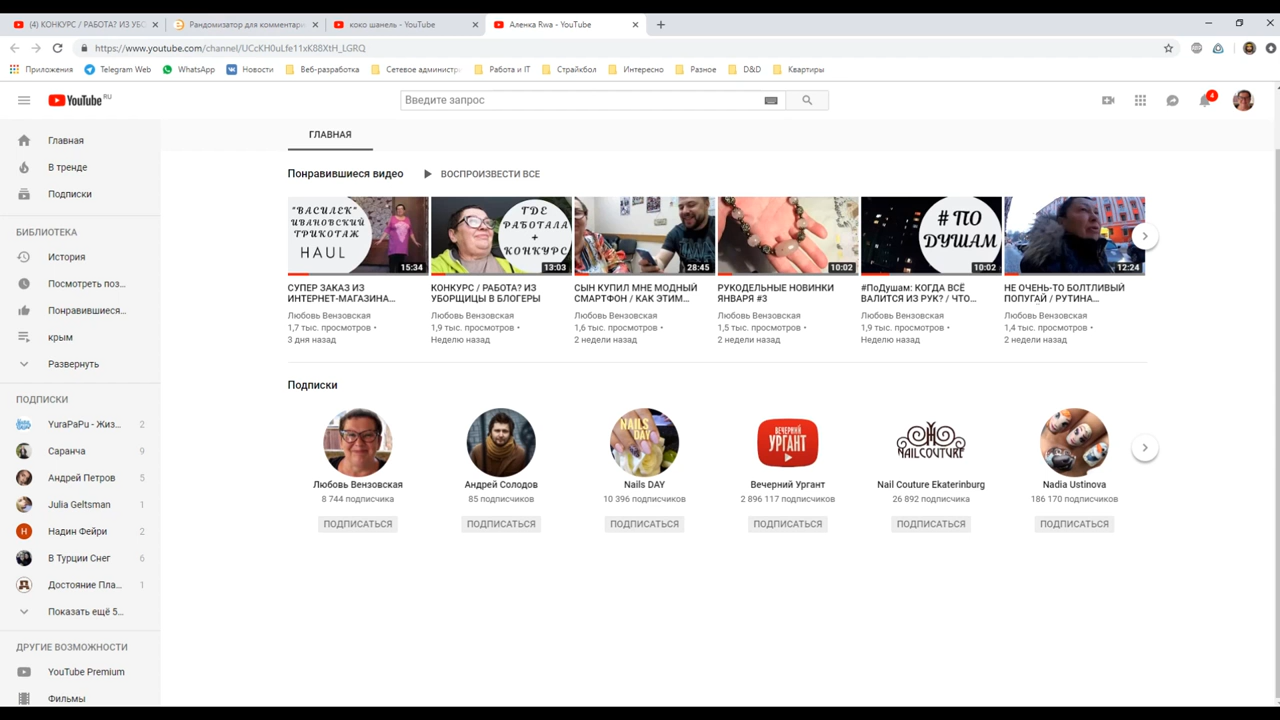 (4) КОНКУРС / РАБОТА? ИЗ УБО
Рандомизатор для комментари
коко шанель - YouTube
Аленка Rwa - YouTube
https://www.youtube.com/channel/UCcKH0uLfe11xK88XtH_LGRQ
Приложения
Telegram Web
WhatsApp
Новости
Веб-разработка
Сетевое админист
Работа и IT
Страйкбол
Интересно
Разное
D&D
Квартиры
YouTube RU
Введите запрос
4
Главная
В тренде
Подписки
БИБЛИОТЕКА
История
Посмотреть поз...
Понравившиеся...
крым
Развернуть
ПОДПИСКИ
YuraPaPu - Жиз... 2
Саранча 9
Андрей Петров 5
Julia Geltsman 1
Н Надин Фейри 2
В Турции Снег 6
Достояние Пла... 1
Показать ещё 5...
ДРУГИЕ ВОЗМОЖНОСТИ
YouTube Premium
Фильмы
ГЛАВНАЯ
Понравившиеся видео
ВОСПРОИЗВЕСТИ ВСЕ
"ВАСИЛЕК"
ИВАНОВСКИЙ
ТРИКОТАЖ
HAUL
15:34
СУПЕР ЗАКАЗ ИЗ
ИНТЕРНЕТ-МАГАЗИНА...
Любовь Вензовская
1,7 тыс. просмотров •
3 дня назад
ГДЕ
РАБОТАЛА
+
КОНКУРС
13:03
КОНКУРС / РАБОТА? ИЗ
УБОРЩИЦЫ В БЛОГЕРЫ
Любовь Вензовская
1,9 тыс. просмотров •
Неделю назад
28:45
СЫН КУПИЛ МНЕ МОДНЫЙ
СМАРТФОН / КАК ЭТИМ...
Любовь Вензовская
1,6 тыс. просмотров •
2 недели назад
10:02
РУКОДЕЛЬНЫЕ НОВИНКИ
ЯНВАРЯ #3
Любовь Вензовская
1,5 тыс. просмотров •
2 недели назад
# ПО
ДУШАМ
10:02
#ПоДушам: КОГДА ВСЁ
ВАЛИТСЯ ИЗ РУК? / ЧТО...
Любовь Вензовская
1,9 тыс. просмотров •
Неделю назад
12:24
НЕ ОЧЕНЬ-ТО БОЛТЛИВЫЙ
ПОПУГАЙ / РУТИНА...
Любовь Вензовская
1,4 тыс. просмотров •
2 недели назад
Подписки
Любовь Вензовская
8 744 подписчика
ПОДПИСАТЬСЯ
Андрей Солодов
85 подписчиков
ПОДПИСАТЬСЯ
NAILS
DAY
Nails DAY
10 396 подписчиков
ПОДПИСАТЬСЯ
ВЕЧЕРНИЙ
УРГАНТ
Вечерний Ургант
2 896 117 подписчиков
ПОДПИСАТЬСЯ
NAILCOUTURE
Nail Couture Ekaterinburg
26 892 подписчика
ПОДПИСАТЬСЯ
Nadia Ustinova
186 170 подписчиков
ПОДПИСАТЬСЯ